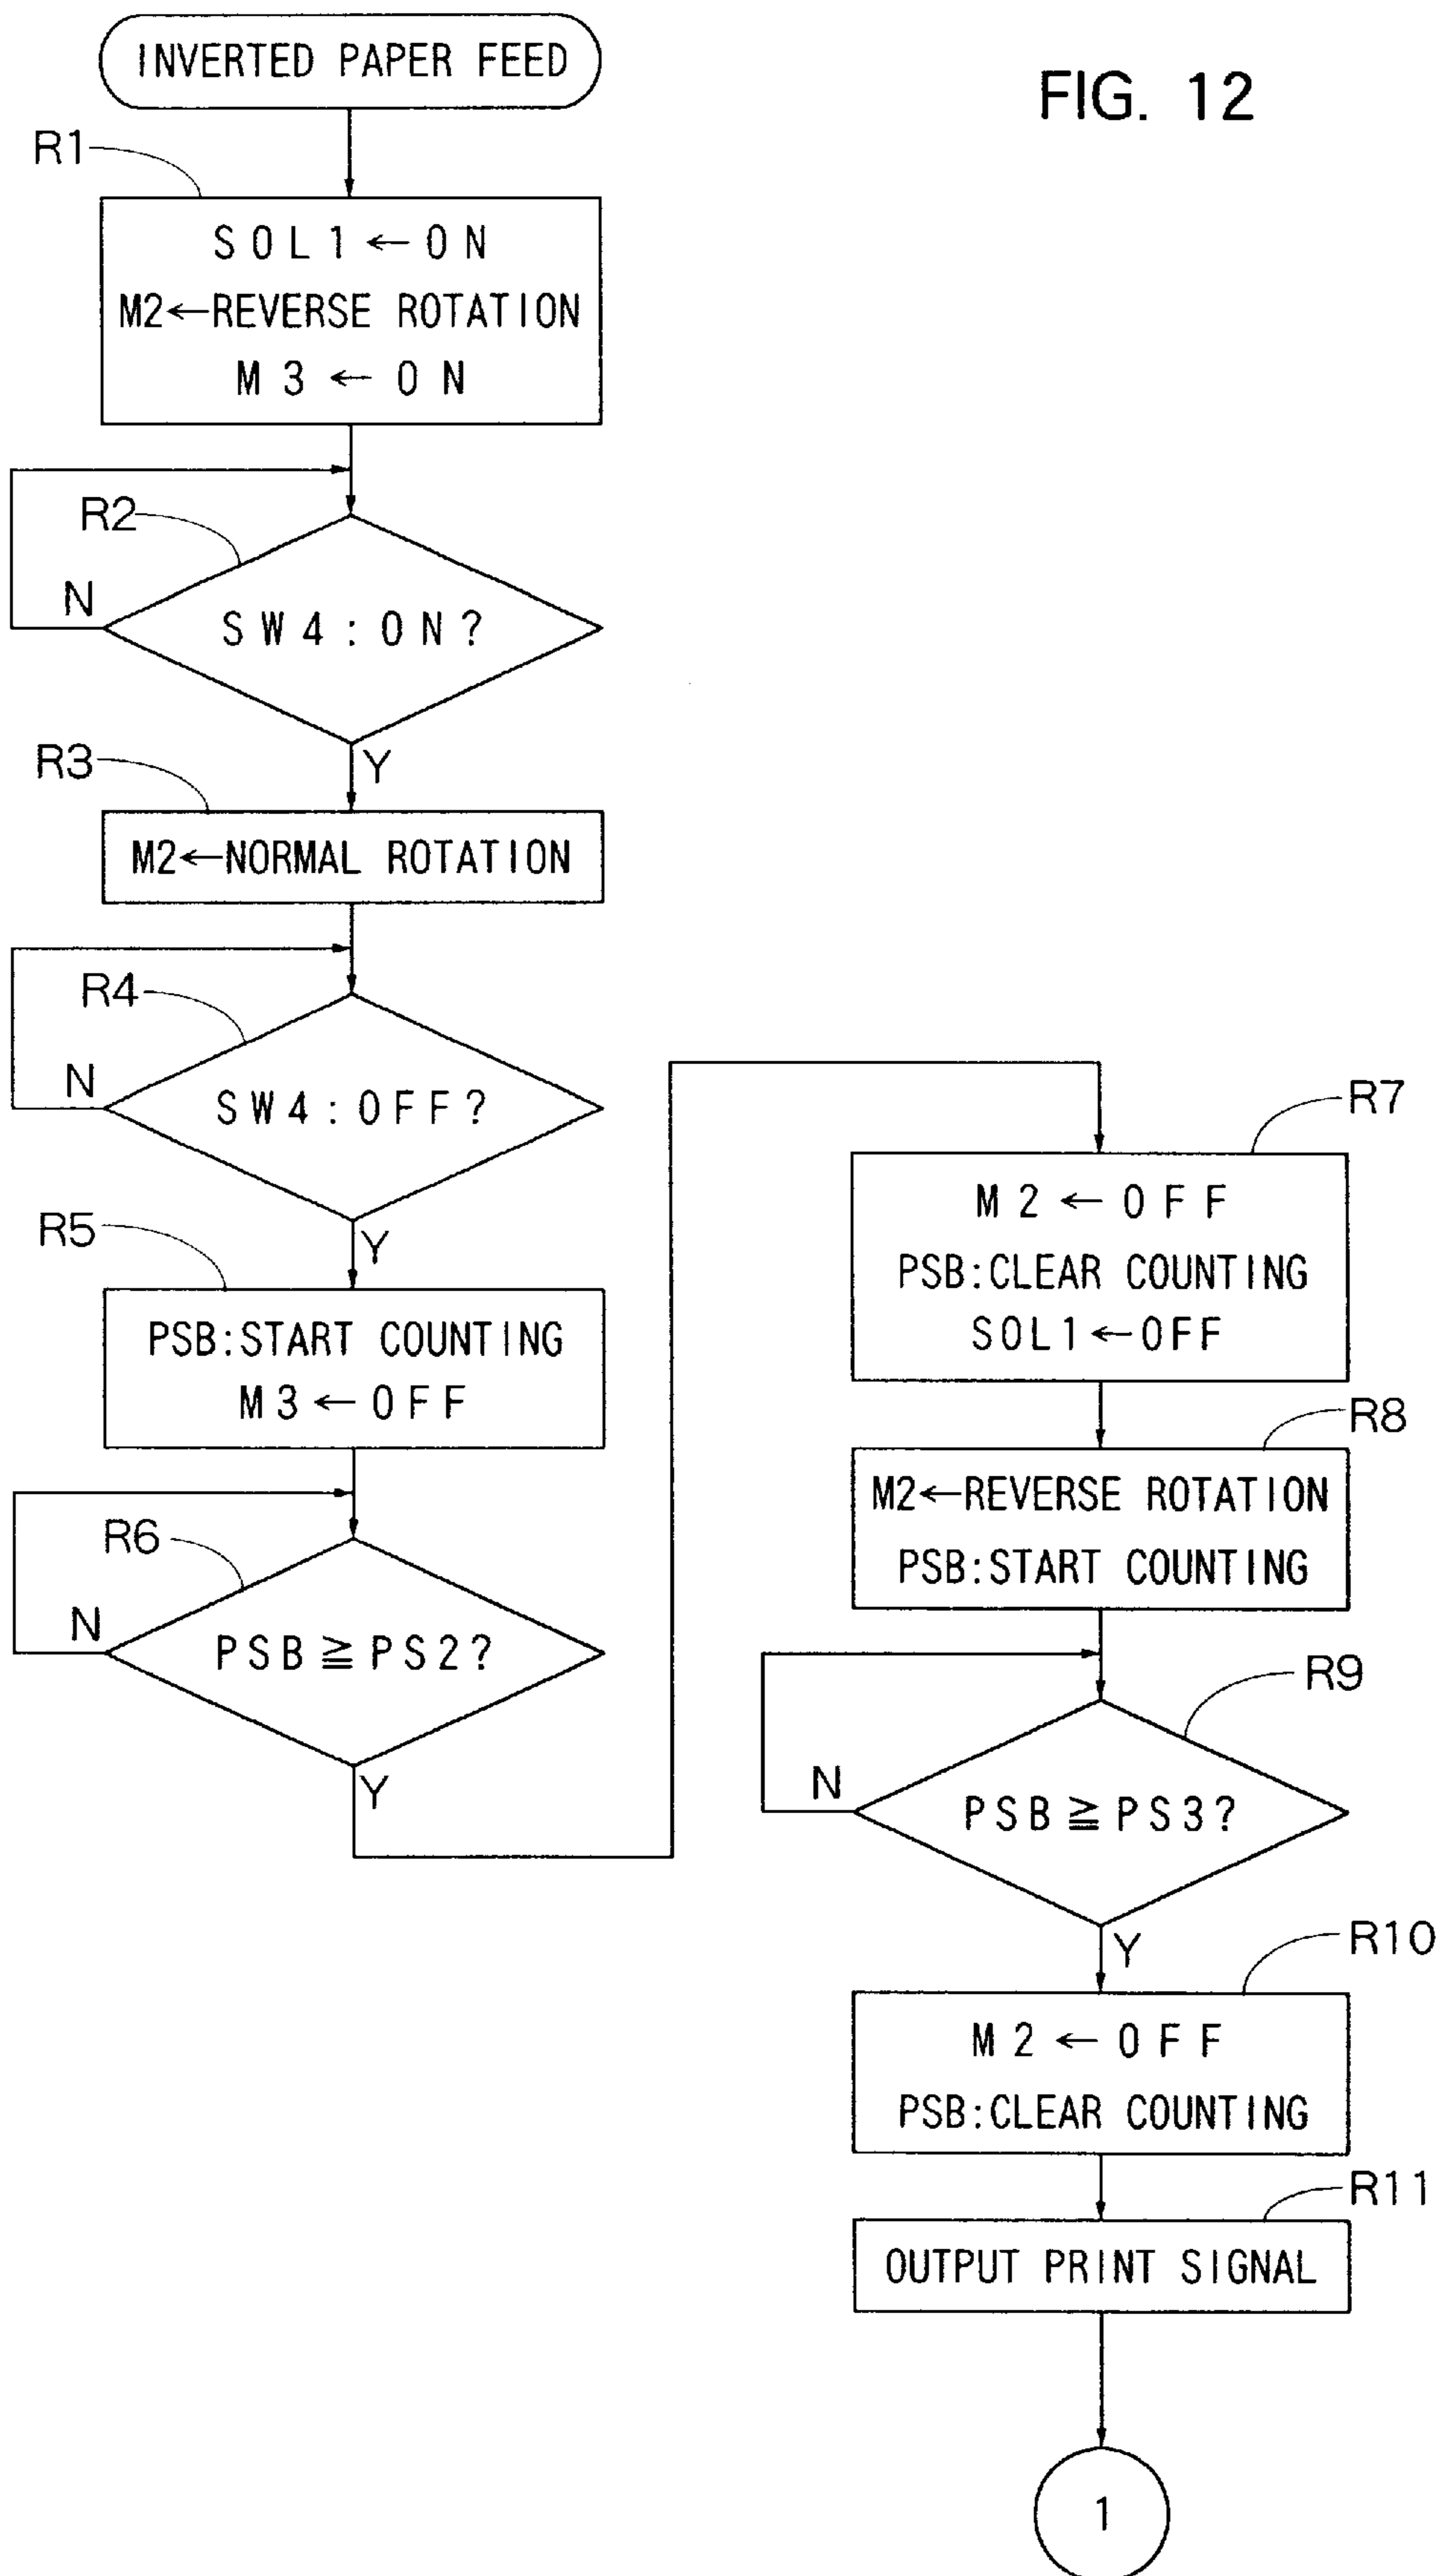 FIG. 12
INVERTED PAPER FEED
R1
SOL1←ON
M2←REVERSE ROTATION
M3←ON
R2
N
SW4:ON?
Y
R3
M2←NORMAL ROTATION
R4
N
SW4:OFF?
Y
R5
PSB:START COUNTING
M3←OFF
R6
N
PSB≧PS2?
Y
R7
M2←OFF
PSB:CLEAR COUNTING
SOL1←OFF
R8
M2←REVERSE ROTATION
PSB:START COUNTING
R9
N
PSB≧PS3?
Y
R10
M2←OFF
PSB:CLEAR COUNTING
R11
OUTPUT PRINT SIGNAL
1